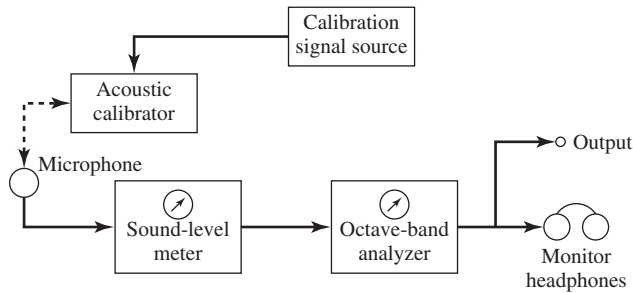 Calibration
signal source
Acoustic
calibrator
Microphone
Output
Sound-level
meter
Octave-band
analyzer
Monitor
headphones